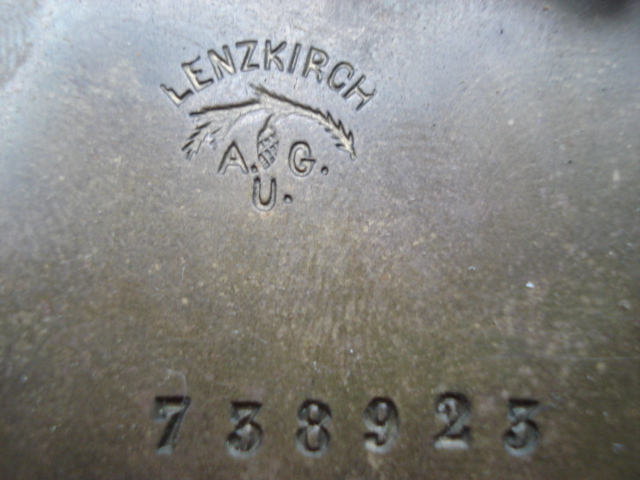 LENZKIRCH
A. G.
U.
738923